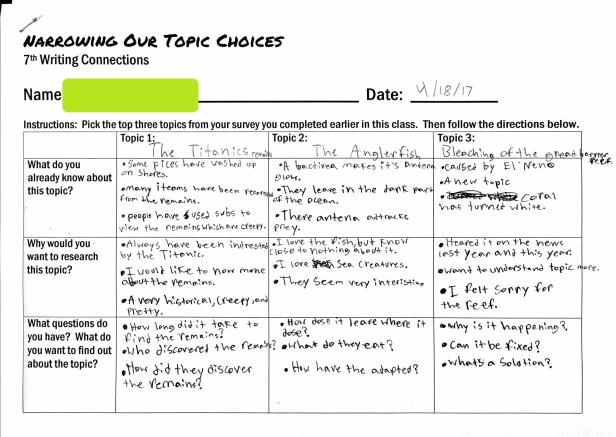 NARROWING OUR TOPIC CHOICES
7th Writing Connections
Name
Date: 4/18/17
Instructions: Pick the top three topics from your survey you completed earlier in this class. Then follow the directions below.
Topic 1:
The Titanics remains
Topic 2:
The Anglerfish
Topic 3:
Bleaching of the great barrier
reef.
What do you
already know about
this topic?
• Some pices have washed up
on shores.
• many iteams have been recovered
from the remains.
• people have used subs to
view the remains which are creepy.
• A bactirea makes it's antena
glow.
• They leave in the dark part
of the ocean.
• There antena adtracke
prey.
• caused by El Neno
• A new topic
• coral
has turned white.
Why would you
want to research
this topic?
• Always have been indrested
by the Titanic.
• I would like to now more
about the remains.
• A very historical, creepy, and
Pretty.
• I love the fish, but know
close to nothing about it.
• I love Sea creatures.
• They seem very interisting
• Heared it on the news
last year and this year.
• want to understand topic more.
• I felt sorry for
the reef.
What questions do
you have? What do
you want to find out
about the topic?
• How long did it take to
find the remains?
• Who discovered the remains?
• How did they discover
the remains?
• How dose it leave where it
dose?
• What do they eat?
• How have the adapted?
• Why is it happening?
• Can it be fixed?
• What's a solution?